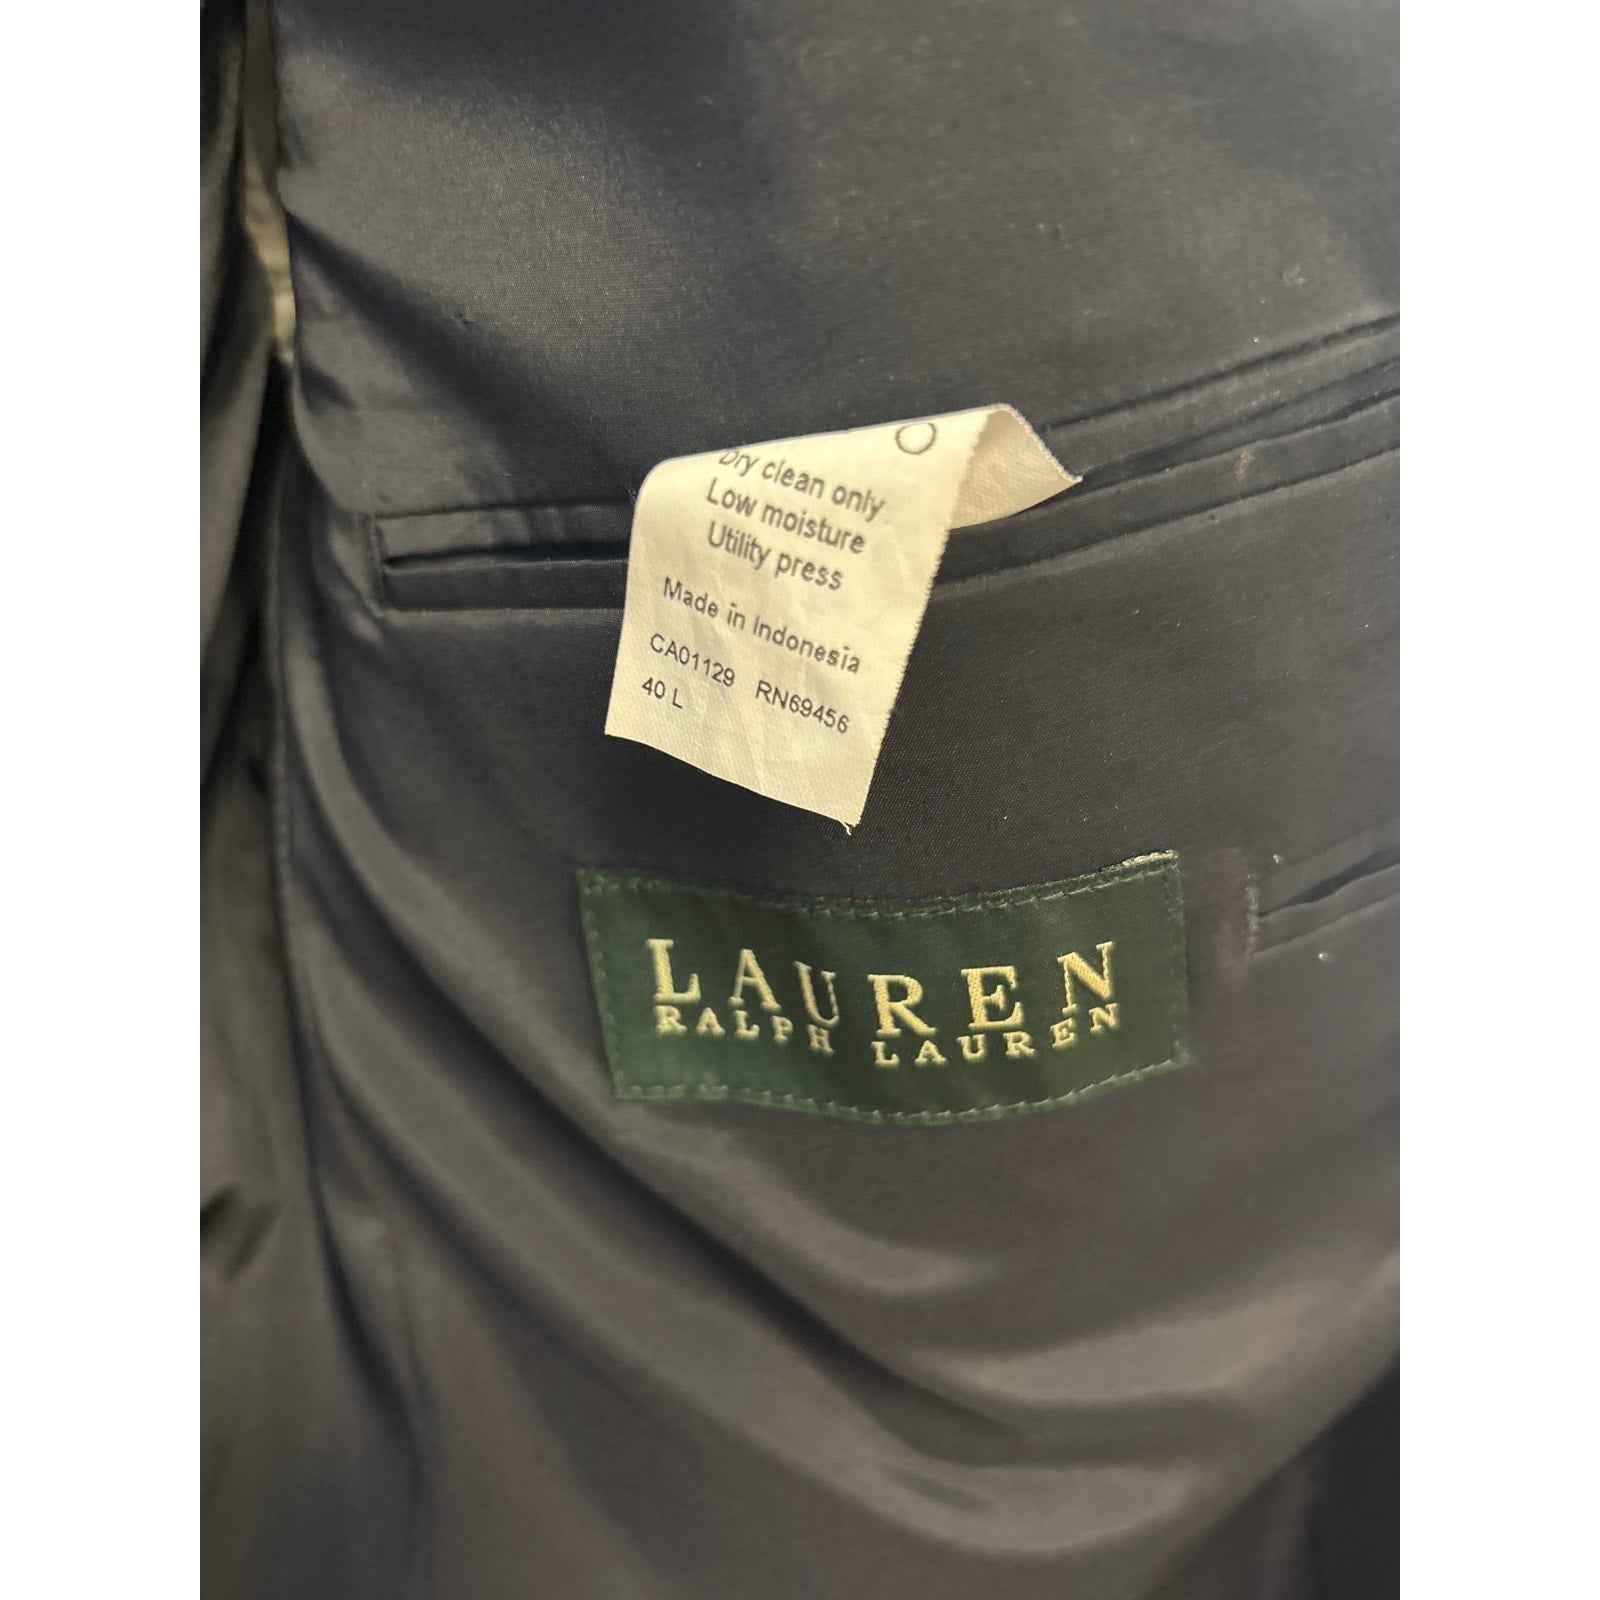 Dry clean only
Low moisture
Utility press
Made in Indonesia
CA01129 RN69456
40 L
LAUREN
RALPH LAUREN